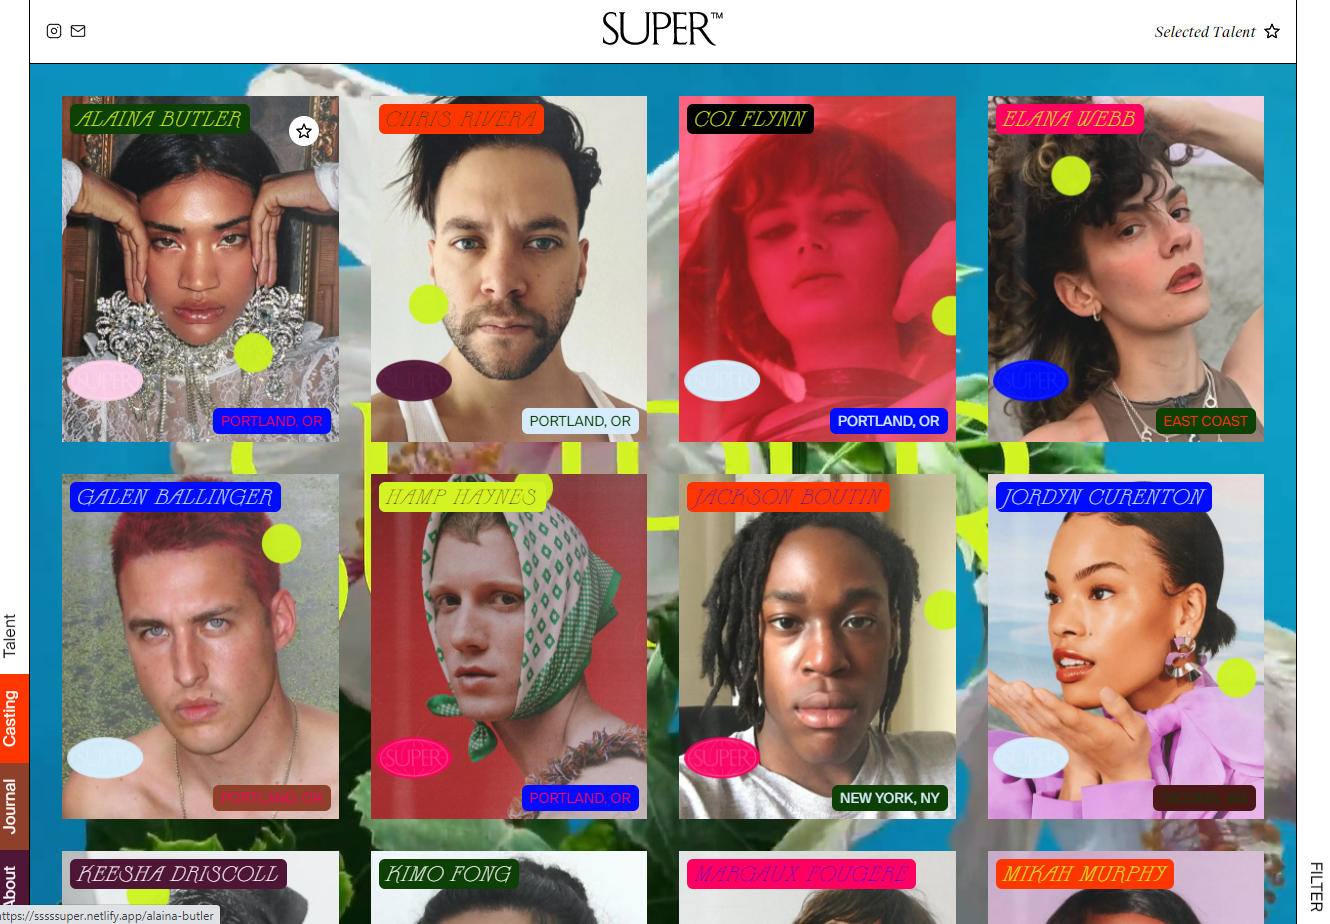 SUPER™
Selected Talent
ALAINA BUTLER
CHRIS RIVERA
COI FLYNN
ELANA WEBB
SUPER
SUPER
SUPER
SUPER
PORTLAND, OR
PORTLAND, OR
PORTLAND, OR
EAST COAST
GALEN BALLINGER
HAMP HAYNES
JACKSON BOUTIN
JORDYN CURENTON
SUPER
SUPER
SUPER
SUPER
PORTLAND, OR
PORTLAND, OR
NEW YORK, NY
KEESHA DRISCOLL
KIMO FONG
MARGAUX FOUGERE
MIKAH MURPHY
Talent
Casting
Journal
About
FILTER
https://sssssuper.netlify.app/alaina-butler